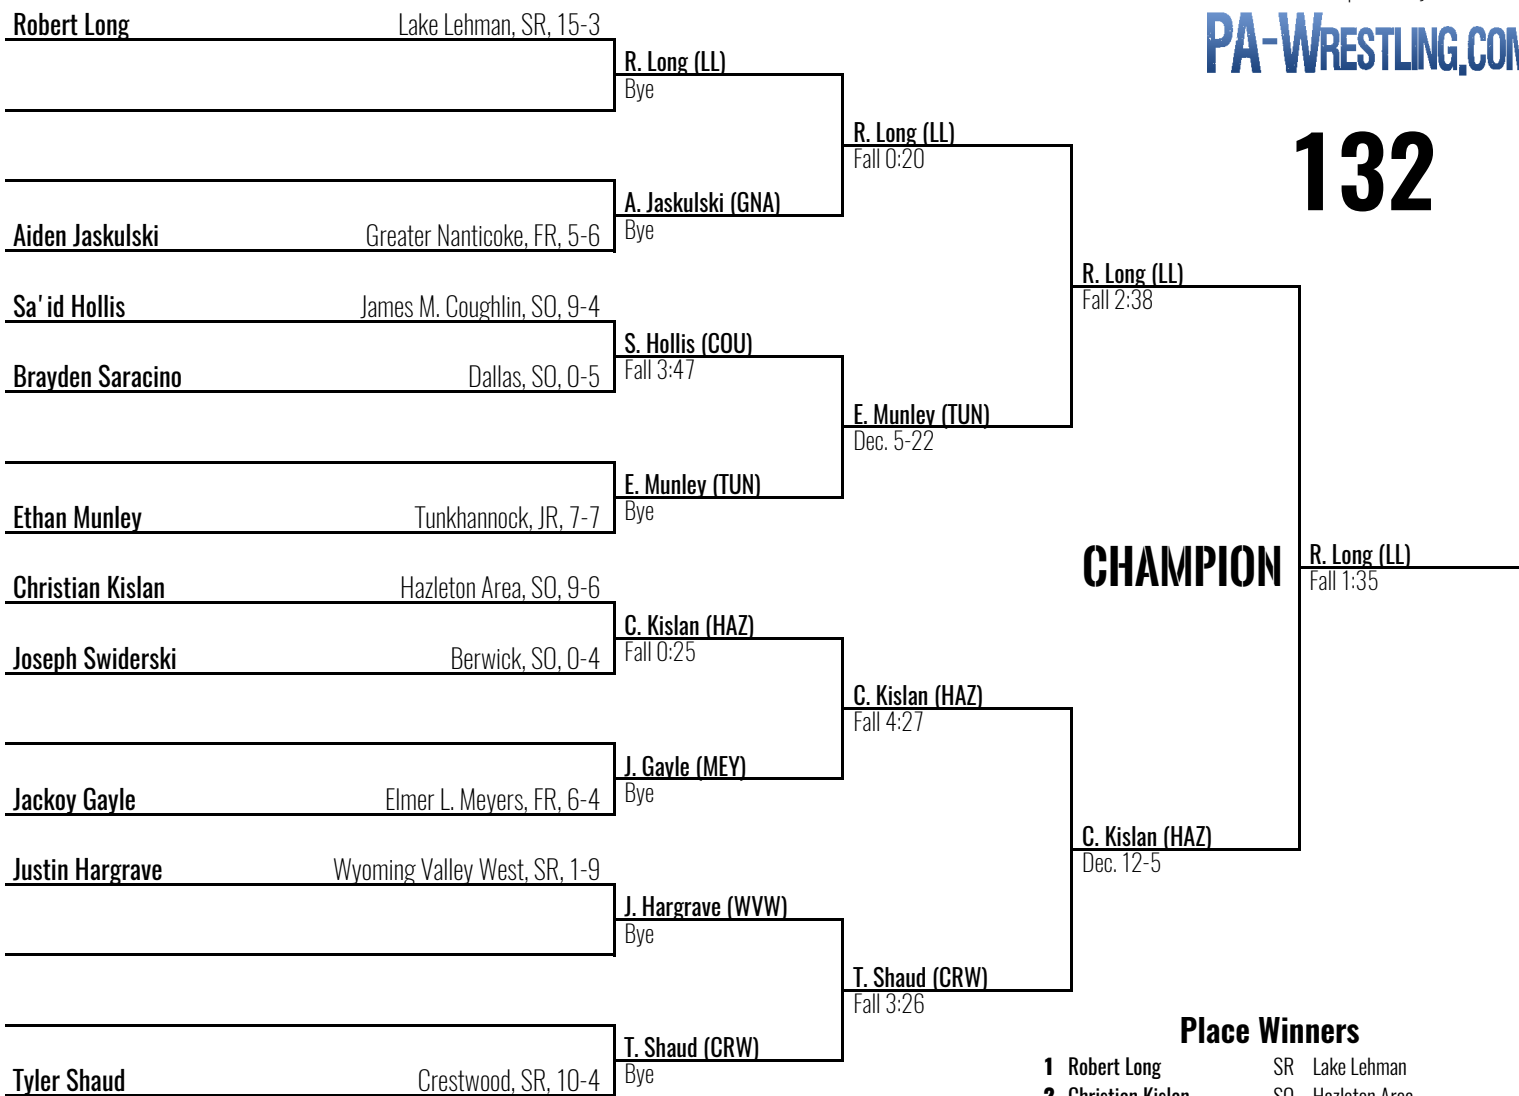 Robert Long Lake Lehman, SR, 15-3
R. Long (LL)
Bye
PA-WRESTLING.COM
132
R. Long (LL)
Fall 0:20
A. Jaskulski (GNA)
Bye
Aiden Jaskulski Greater Nanticoke, FR, 5-6
R. Long (LL)
Fall 2:38
Sa'id Hollis James M. Coughlin, SO, 9-4
S. Hollis (COU)
Fall 3:47
Brayden Saracino Dallas, SO, 0-5
E. Munley (TUN)
Dec. 5-22
E. Munley (TUN)
Bye
Ethan Munley Tunkhannock, JR, 7-7
CHAMPION
R. Long (LL)
Fall 1:35
Christian Kislan Hazleton Area, SO, 9-6
C. Kislan (HAZ)
Fall 0:25
Joseph Swiderski Berwick, SO, 0-4
C. Kislan (HAZ)
Fall 4:27
J. Gayle (MEY)
Bye
Jackoy Gayle Elmer L. Meyers, FR, 6-4
C. Kislan (HAZ)
Dec. 12-5
Justin Hargrave Wyoming Valley West, SR, 1-9
J. Hargrave (WVW)
Bye
T. Shaud (CRW)
Fall 3:26
T. Shaud (CRW)
Bye
Tyler Shaud Crestwood, SR, 10-4
Place Winners
1 Robert Long SR Lake Lehman
2 Christian Kislan SO Hazleton Area